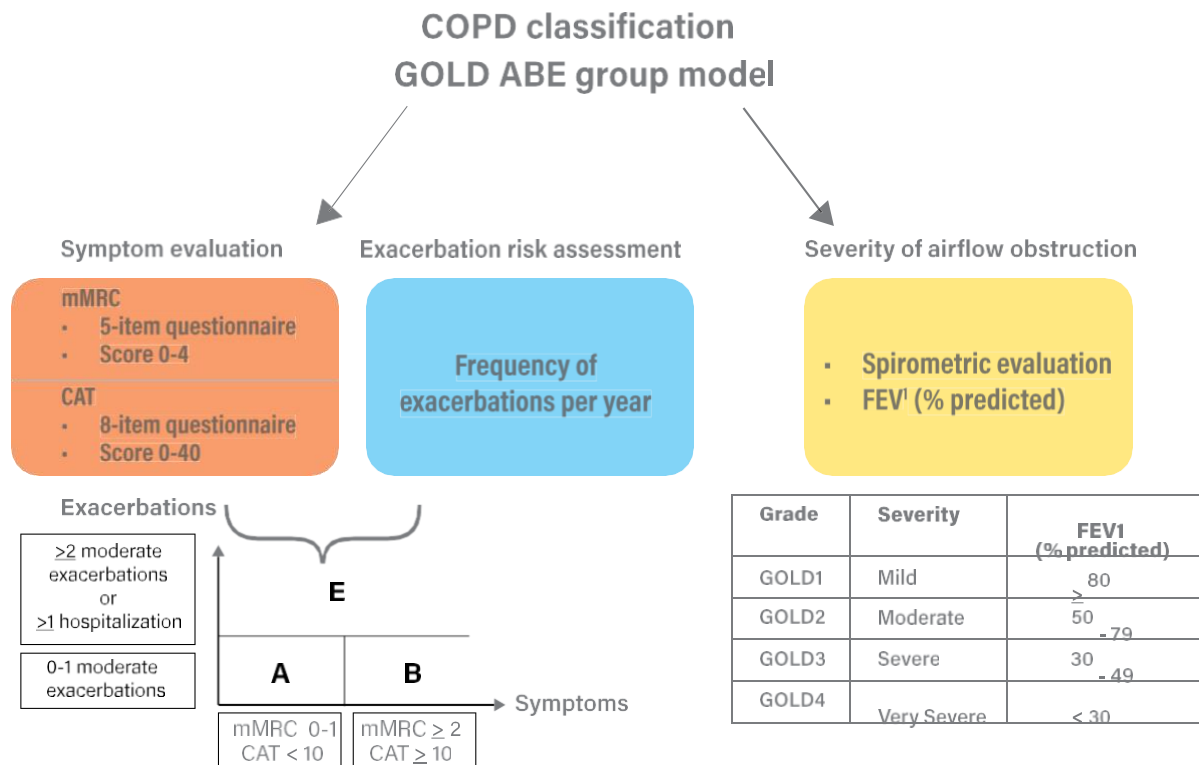 COPD classification
GOLD ABE group model
Symptom evaluation
mMRC
• 5-item questionnaire
• Score 0-4
CAT
• 8-item questionnaire
• Score 0-40
Exacerbation risk assessment
Frequency of
exacerbations per year
Severity of airflow obstruction
• Spirometric evaluation
• FEV¹ (% predicted)
Exacerbations
≥2 moderate
exacerbations
or
≥1 hospitalization
0-1 moderate
exacerbations
E
A B
Symptoms
mMRC 0-1
CAT < 10
mMRC ≥ 2
CAT ≥ 10
Grade Severity FEV1
(% predicted)
GOLD1 Mild ≥ 80
GOLD2 Moderate 50 - 79
GOLD3 Severe 30 - 49
GOLD4 Very Severe < 30